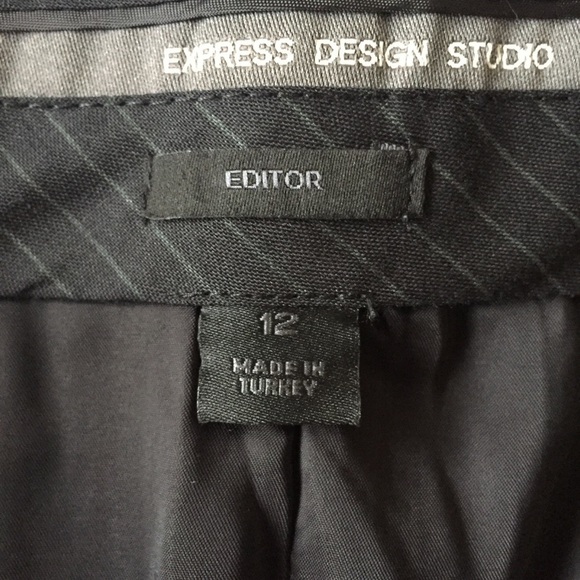 EXPRESS DESIGN STUDIO
EDITOR
12
MADE IN
TURKEY